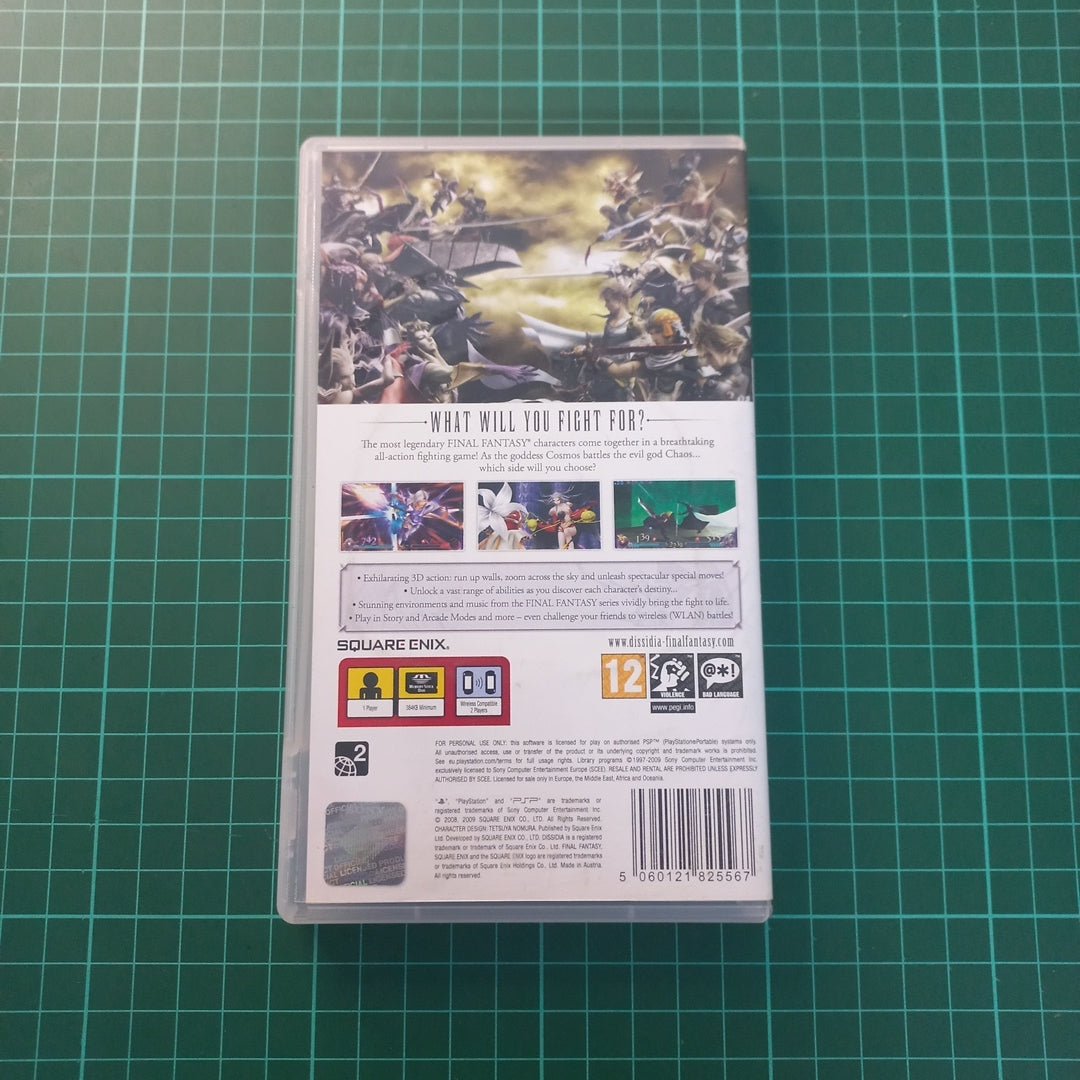 WHAT WILL YOU FIGHT FOR?
The most legendary FINAL FANTASY® characters come together in a breathtaking
all-action fighting game! As the goddess Cosmos battles the evil god Chaos...
which side will you choose?
• Exhilarating 3D action: run up walls, zoom across the sky and unleash spectacular special moves!
• Unlock a vast range of abilities as you discover each character's destiny...
• Stunning environments and music from the FINAL FANTASY series vividly bring the fight to life.
• Play in Story and Arcade Modes and more – even challenge your friends to wireless (WLAN) battles!
SQUARE ENIX®
www.dissidia-finalfantasy.com
1 Player
MEMORY STICK
DUO
384KB Minimum
Wireless Compatible
2 Players
12
VIOLENCE
@*!
BAD LANGUAGE
www.pegi.info
2
FOR PERSONAL USE ONLY: this software is licensed for play on authorised PSP™ (PlayStation®Portable) systems only.
All unauthorised access, use or transfer of the product or its underlying copyright and trademark works is prohibited.
See eu.playstation.com/terms for full usage rights. Library programs ©1997-2009 Sony Computer Entertainment Inc.
exclusively licensed to Sony Computer Entertainment Europe (SCEE). RESALE AND RENTAL ARE PROHIBITED UNLESS EXPRESSLY
AUTHORISED BY SCEE. Licensed for sale only in Europe, the Middle East, Africa and Oceania.
"PlayStation" and "PSP" are trademarks or
registered trademarks of Sony Computer Entertainment Inc.
© 2008, 2009 SQUARE ENIX CO., LTD. All Rights Reserved.
CHARACTER DESIGN: TETSUYA NOMURA. Published by Square Enix
Ltd. Developed by SQUARE ENIX CO., LTD. DISSIDIA is a registered
trademark or trademark of Square Enix Co., Ltd. FINAL FANTASY,
SQUARE ENIX and the SQUARE ENIX logo are registered trademarks
or trademarks of Square Enix Holdings Co., Ltd. Made in Austria.
All rights reserved.
5 060121 825567